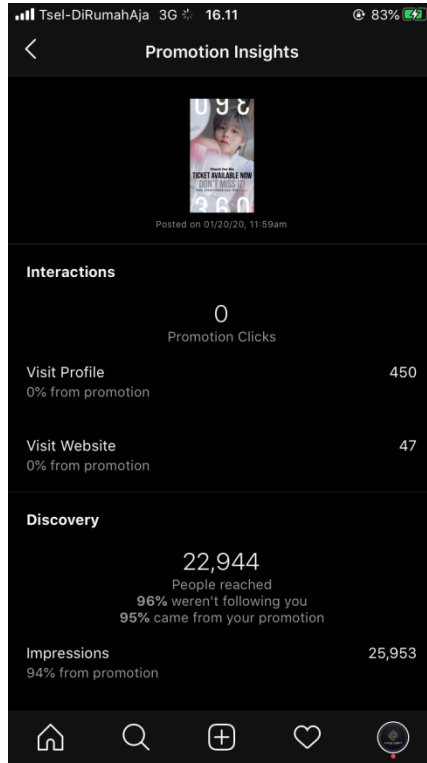 Tsel-DiRumahAja 3G 16.11 83%
Promotion Insights
TICKET AVAILABLE NOW
DON'T MISS IT!
360
Posted on 01/20/20, 11:59am
Interactions
0
Promotion Clicks
Visit Profile 450
0% from promotion
Visit Website 47
0% from promotion
Discovery
22,944
People reached
96% weren't following you
95% came from your promotion
Impressions 25,953
94% from promotion